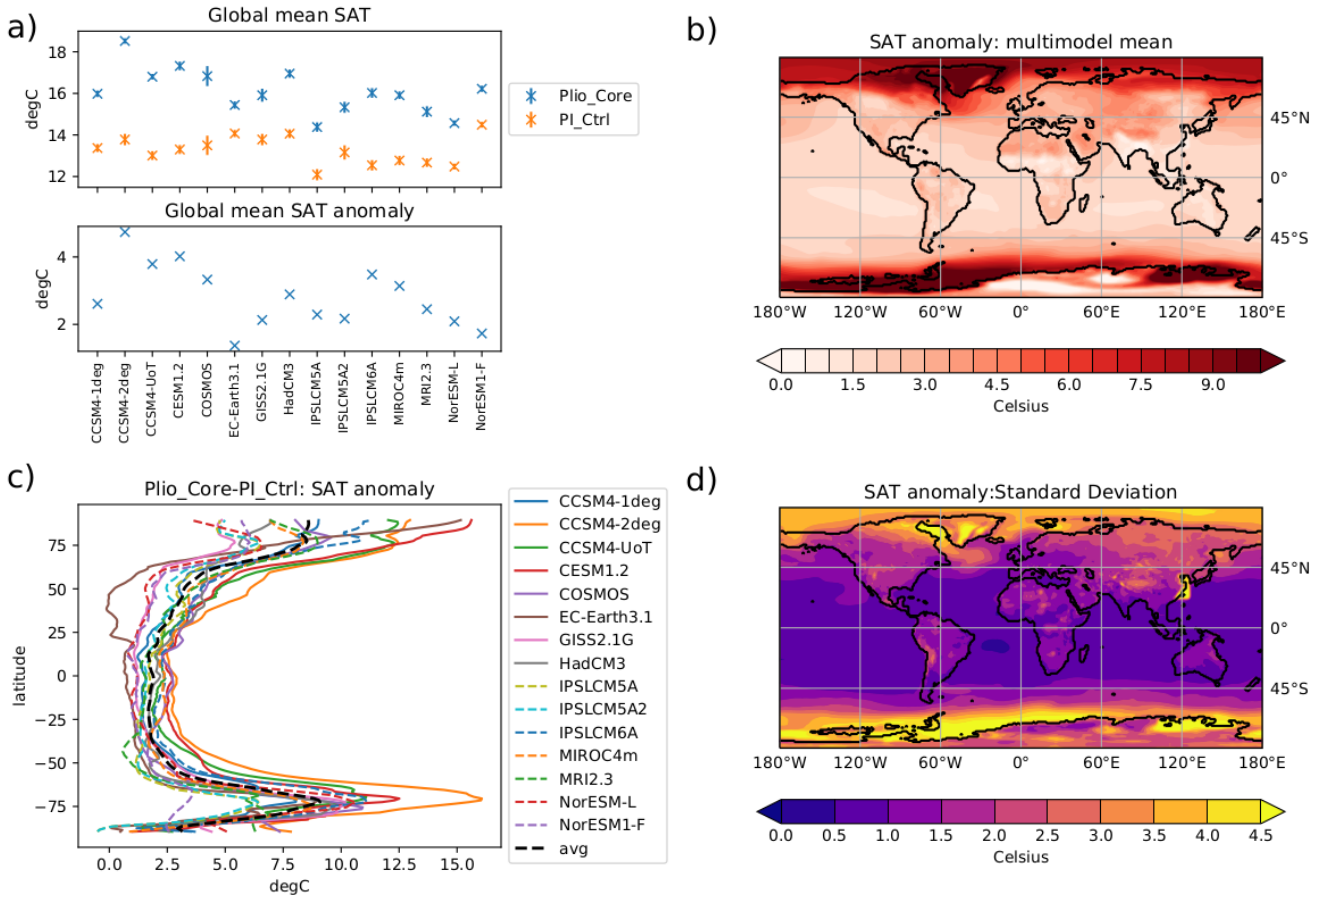 a)
Global mean SAT
degC
18
16
14
12
Plio_Core
PI_Ctrl
Global mean SAT anomaly
degC
4
2
CCSM4-1deg
CCSM4-2deg
CCSM4-UoT
CESM1.2
COSMOS
EC-Earth3.1
GISS2.1G
HadCM3
IPSLCM5A
IPSLCM5A2
IPSLCM6A
MIROC4m
MRI2.3
NorESM-L
NorESM1-F
b)
SAT anomaly: multimodel mean
45°N
0°
45°S
180°W 120°W 60°W 0° 60°E 120°E 180°E
0.0 1.5 3.0 4.5 6.0 7.5 9.0
Celsius
c)
Plio_Core-PI_Ctrl: SAT anomaly
latitude
75
50
25
0
−25
−50
−75
0.0 2.5 5.0 7.5 10.0 12.5 15.0
degC
CCSM4-1deg
CCSM4-2deg
CCSM4-UoT
CESM1.2
COSMOS
EC-Earth3.1
GISS2.1G
HadCM3
IPSLCM5A
IPSLCM5A2
IPSLCM6A
MIROC4m
MRI2.3
NorESM-L
NorESM1-F
avg
d)
SAT anomaly:Standard Deviation
45°N
0°
45°S
180°W 120°W 60°W 0° 60°E 120°E 180°E
0.0 0.5 1.0 1.5 2.0 2.5 3.0 3.5 4.0 4.5
Celsius